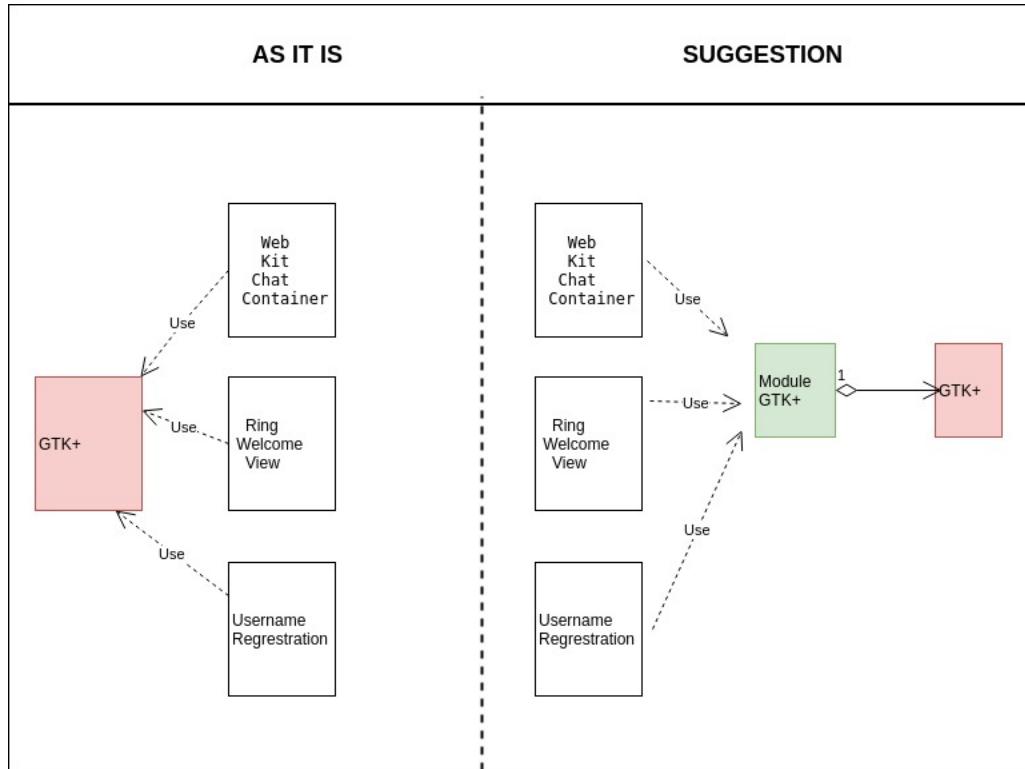 AS IT IS
SUGGESTION
Web
Kit
Chat
Container
Use
GTK+
Use
Ring
Welcome
View
Use
Username
Regrestration
Web
Kit
Chat
Container
Use
Module
GTK+
1
GTK+
Use
Ring
Welcome
View
Use
Username
Regrestration